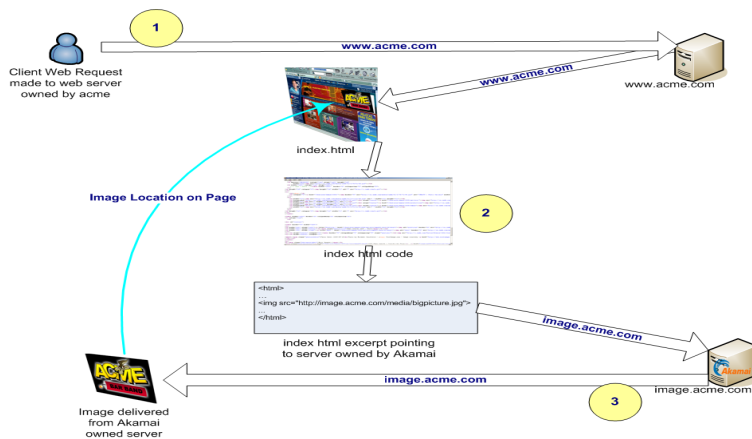 1
www.acme.com
Client Web Request
made to web server
owned by acme
www.acme.com
www.acme.com
index.html
Image Location on Page
2
index html code
<html>
...
<img src="http://image.acme.com/media/bigpicture.jpg">
...
</html>
image.acme.com
index html excerpt pointing
to server owned by Akamai
ACME
Akamai
image.acme.com
image.acme.com
3
Image delivered
from Akamai
owned server